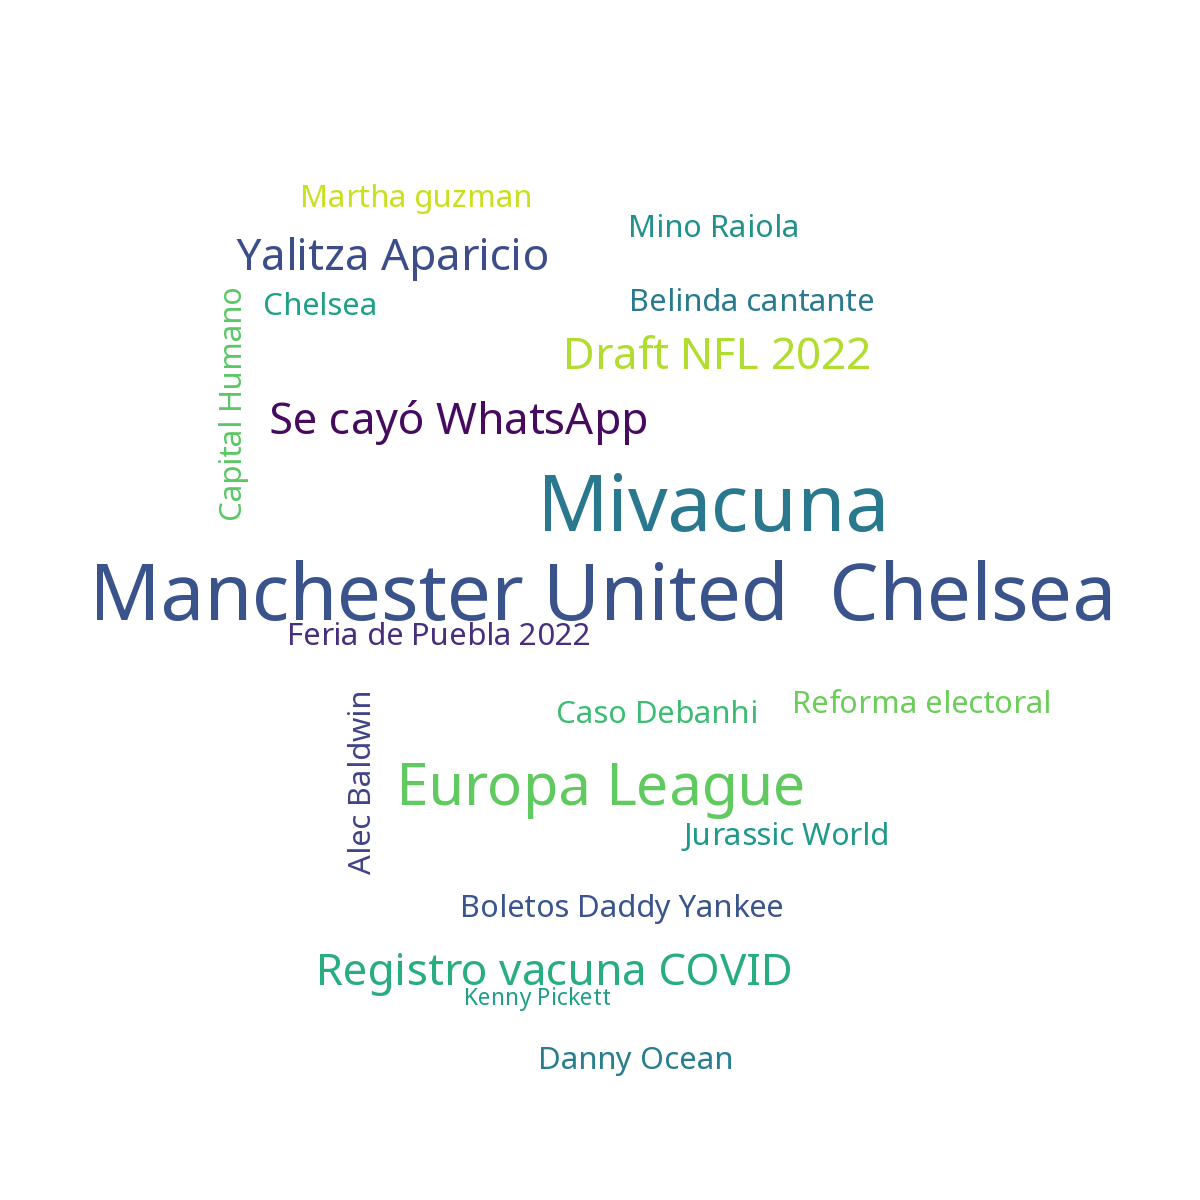 Martha guzman
Mino Raiola
Yalitza Aparicio
Chelsea
Belinda cantante
Capital Humano
Draft NFL 2022
Se cayó WhatsApp
Mivacuna
Manchester United  Chelsea
Feria de Puebla 2022
Alec Baldwin
Caso Debanhi
Reforma electoral
Europa League
Jurassic World
Boletos Daddy Yankee
Registro vacuna COVID
Kenny Pickett
Danny Ocean